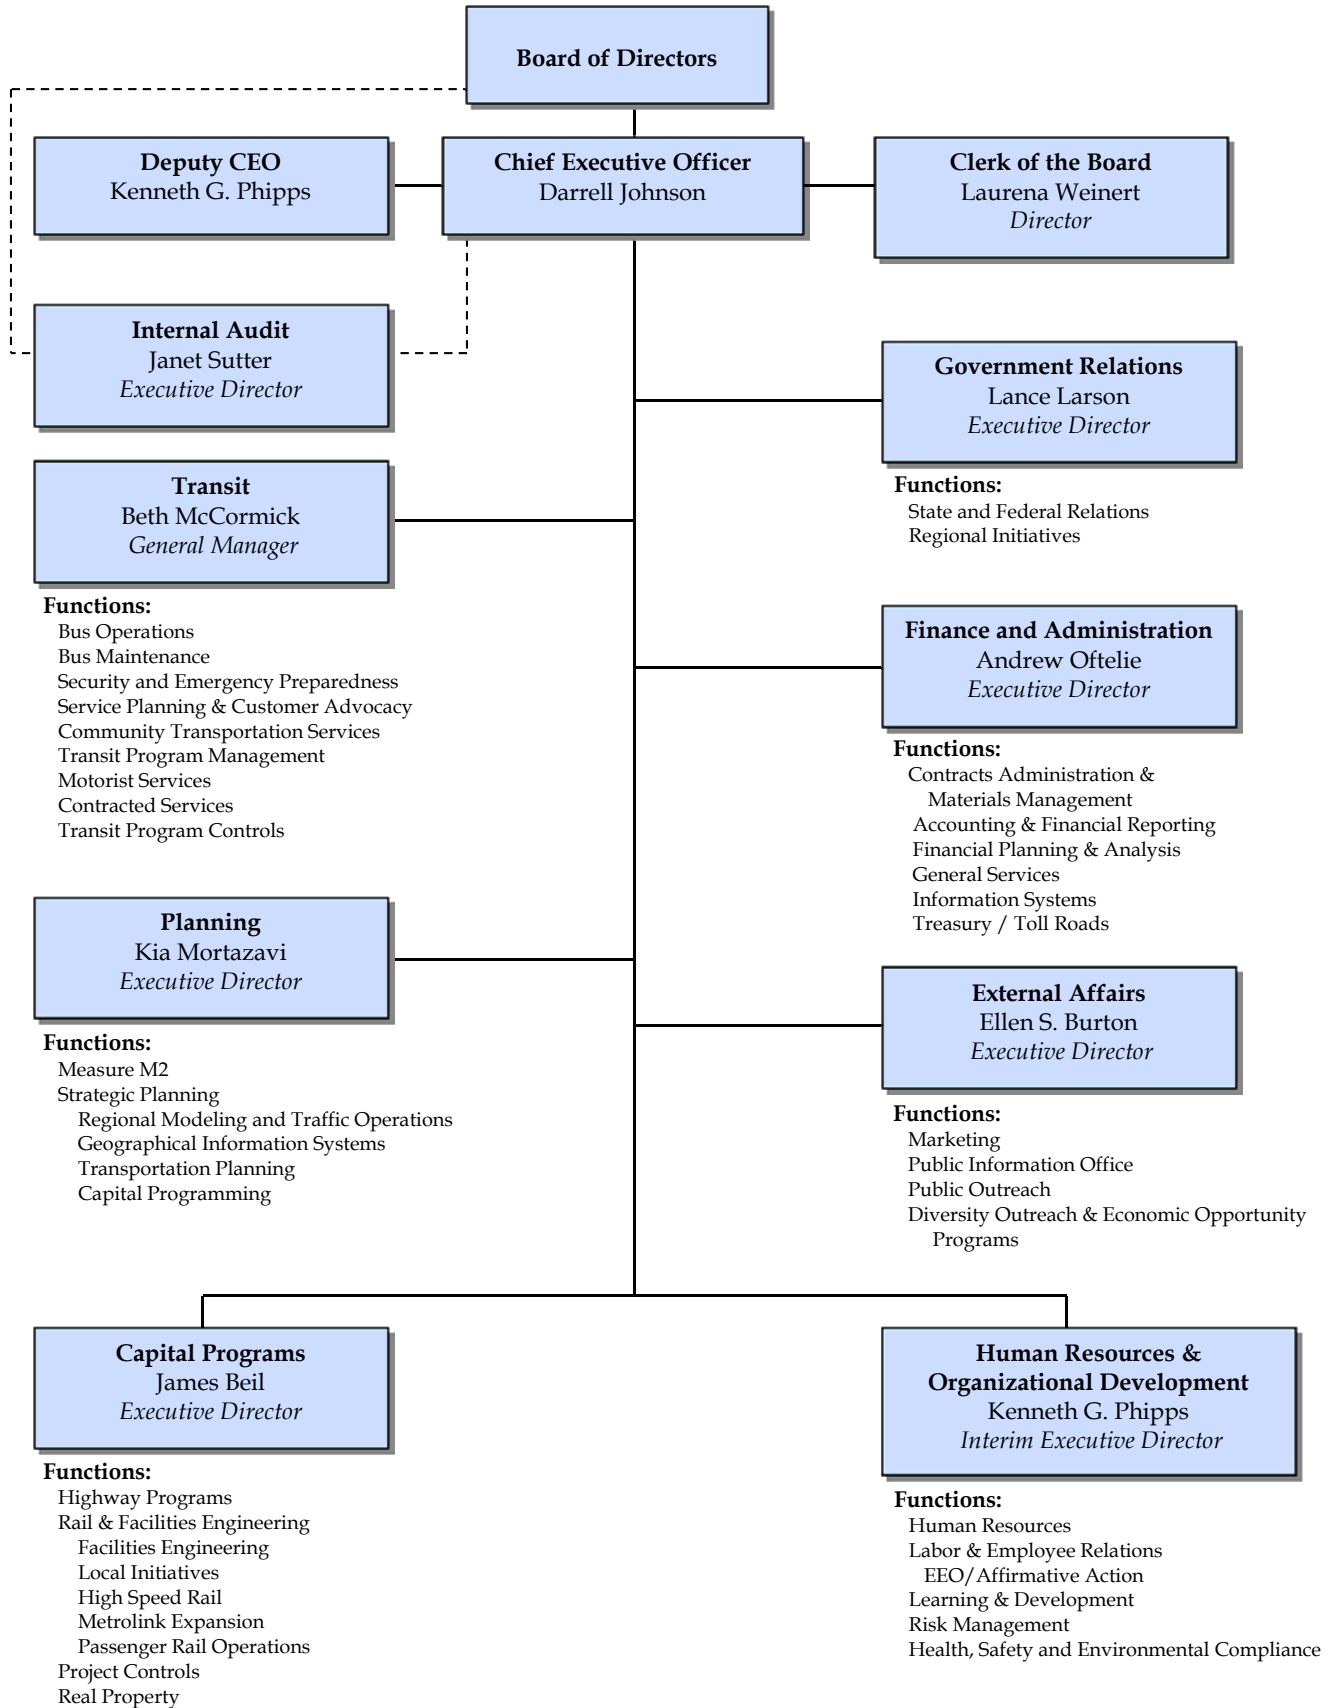 Board of Directors
Deputy CEO
Kenneth G. Phipps
Chief Executive Officer
Darrell Johnson
Clerk of the Board
Laurena Weinert
Director
Internal Audit
Janet Sutter
Executive Director
Government Relations
Lance Larson
Executive Director
Functions:
State and Federal Relations
Regional Initiatives
Transit
Beth McCormick
General Manager
Functions:
Bus Operations
Bus Maintenance
Security and Emergency Preparedness
Service Planning & Customer Advocacy
Community Transportation Services
Transit Program Management
Motorist Services
Contracted Services
Transit Program Controls
Finance and Administration
Andrew Oftelie
Executive Director
Functions:
Contracts Administration &
Materials Management
Accounting & Financial Reporting
Financial Planning & Analysis
General Services
Information Systems
Treasury / Toll Roads
Planning
Kia Mortazavi
Executive Director
Functions:
Measure M2
Strategic Planning
Regional Modeling and Traffic Operations
Geographical Information Systems
Transportation Planning
Capital Programming
External Affairs
Ellen S. Burton
Executive Director
Functions:
Marketing
Public Information Office
Public Outreach
Diversity Outreach & Economic Opportunity
Programs
Capital Programs
James Beil
Executive Director
Functions:
Highway Programs
Rail & Facilities Engineering
Facilities Engineering
Local Initiatives
High Speed Rail
Metrolink Expansion
Passenger Rail Operations
Project Controls
Real Property
Human Resources &
Organizational Development
Kenneth G. Phipps
Interim Executive Director
Functions:
Human Resources
Labor & Employee Relations
EEO/Affirmative Action
Learning & Development
Risk Management
Health, Safety and Environmental Compliance